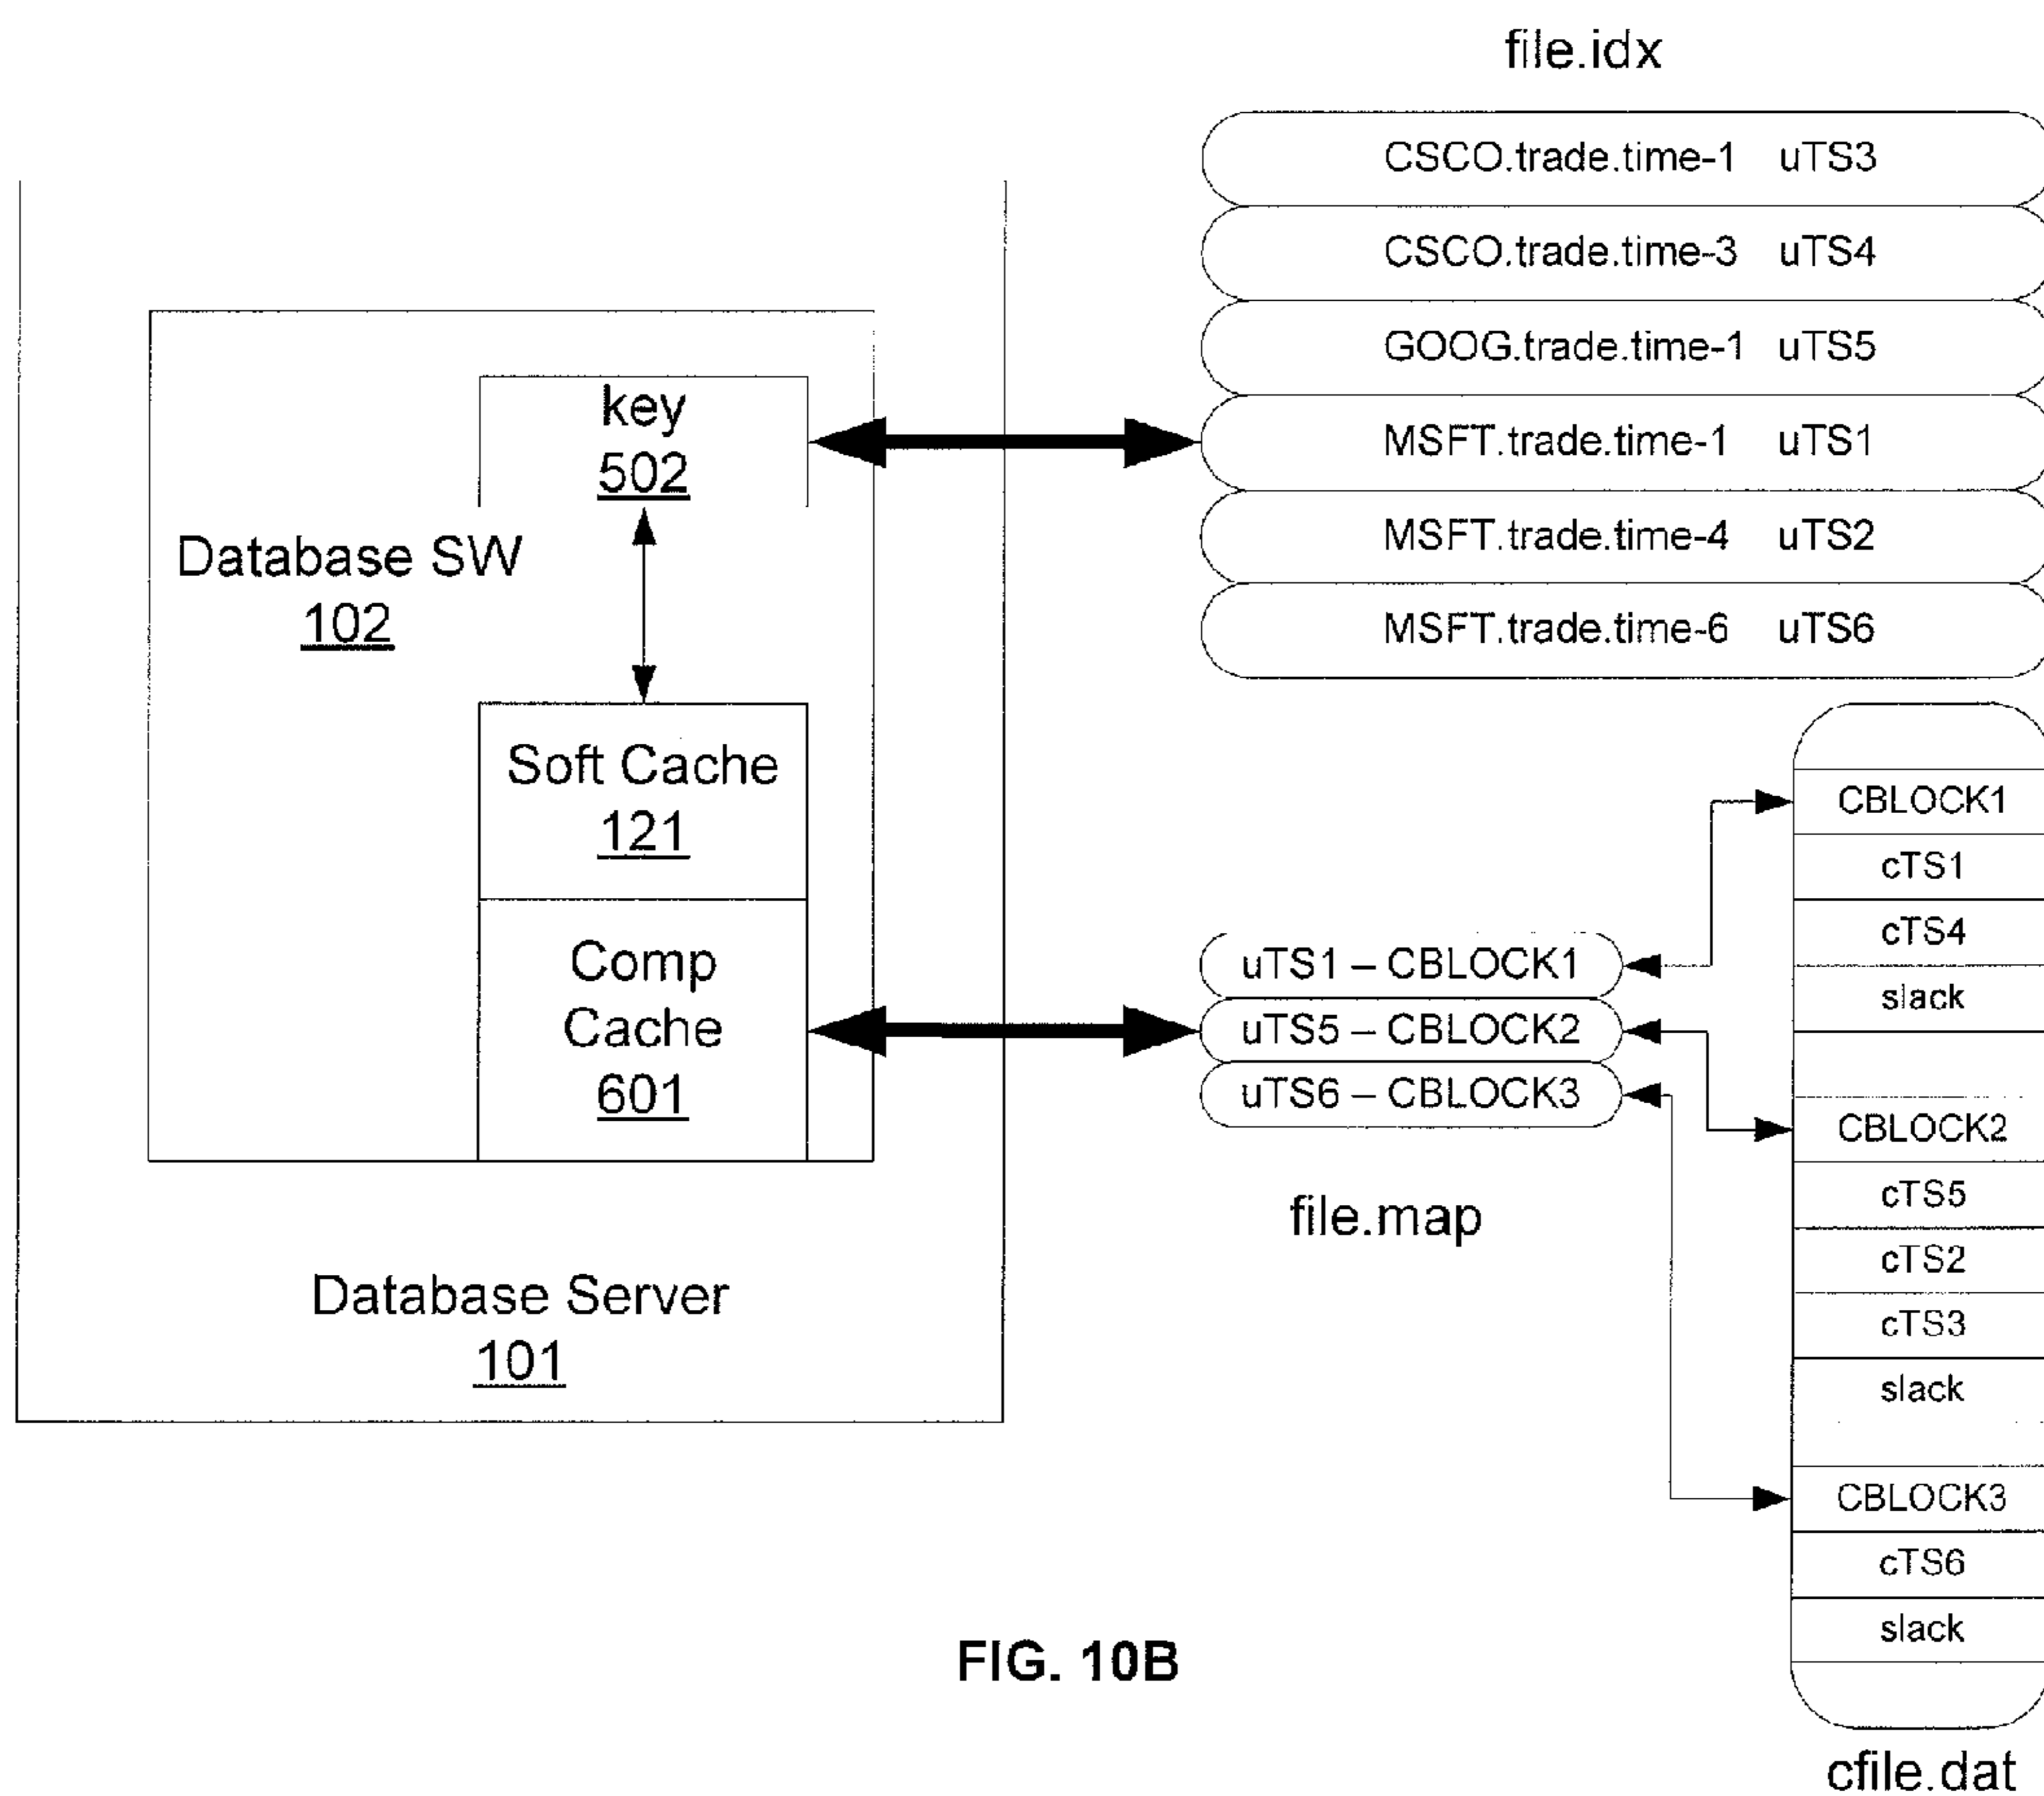 file.idx
CSCO.trade.time-1 uTS3
CSCO.trade.time-3 uTS4
GOOG.trade.time-1 uTS5
MSFT.trade.time-1 uTS1
MSFT.trade.time-4 uTS2
MSFT.trade.time-6 uTS6
key
502
Database SW
102
Soft Cache
121
Comp
Cache
601
Database Server
101
uTS1 – CBLOCK1
uTS5 – CBLOCK2
uTS6 – CBLOCK3
file.map
CBLOCK1
cTS1
cTS4
slack
CBLOCK2
cTS5
cTS2
cTS3
slack
CBLOCK3
cTS6
slack
cfile.dat
FIG. 10B